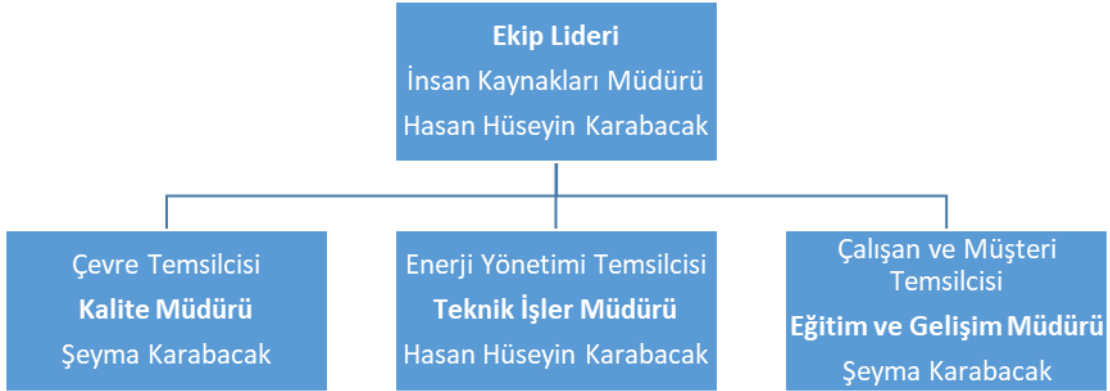 Ekip Lideri
İnsan Kaynakları Müdürü
Hasan Hüseyin Karabacak
Çevre Temsilcisi
Kalite Müdürü
Şeyma Karabacak
Enerji Yönetimi Temsilcisi
Teknik İşler Müdürü
Hasan Hüseyin Karabacak
Çalışan ve Müşteri
Temsilcisi
Eğitim ve Gelişim Müdürü
Şeyma Karabacak